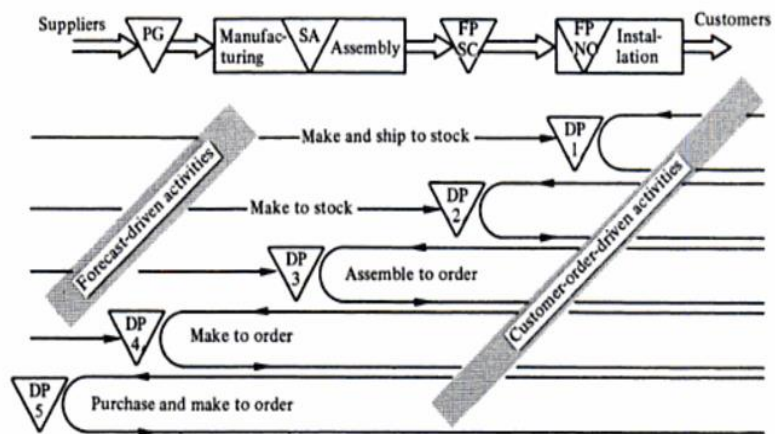 Suppliers
Customers
PG
Manufac-
turing
SA
Assembly
FP
SC
FP
NO
Instal-
lation
Make and ship to stock
DP
1
Make to stock
DP
2
DP
3
Assemble to order
DP
4
Make to order
DP
5
Purchase and make to order
Forecast-driven activities
Customer-order-driven activities